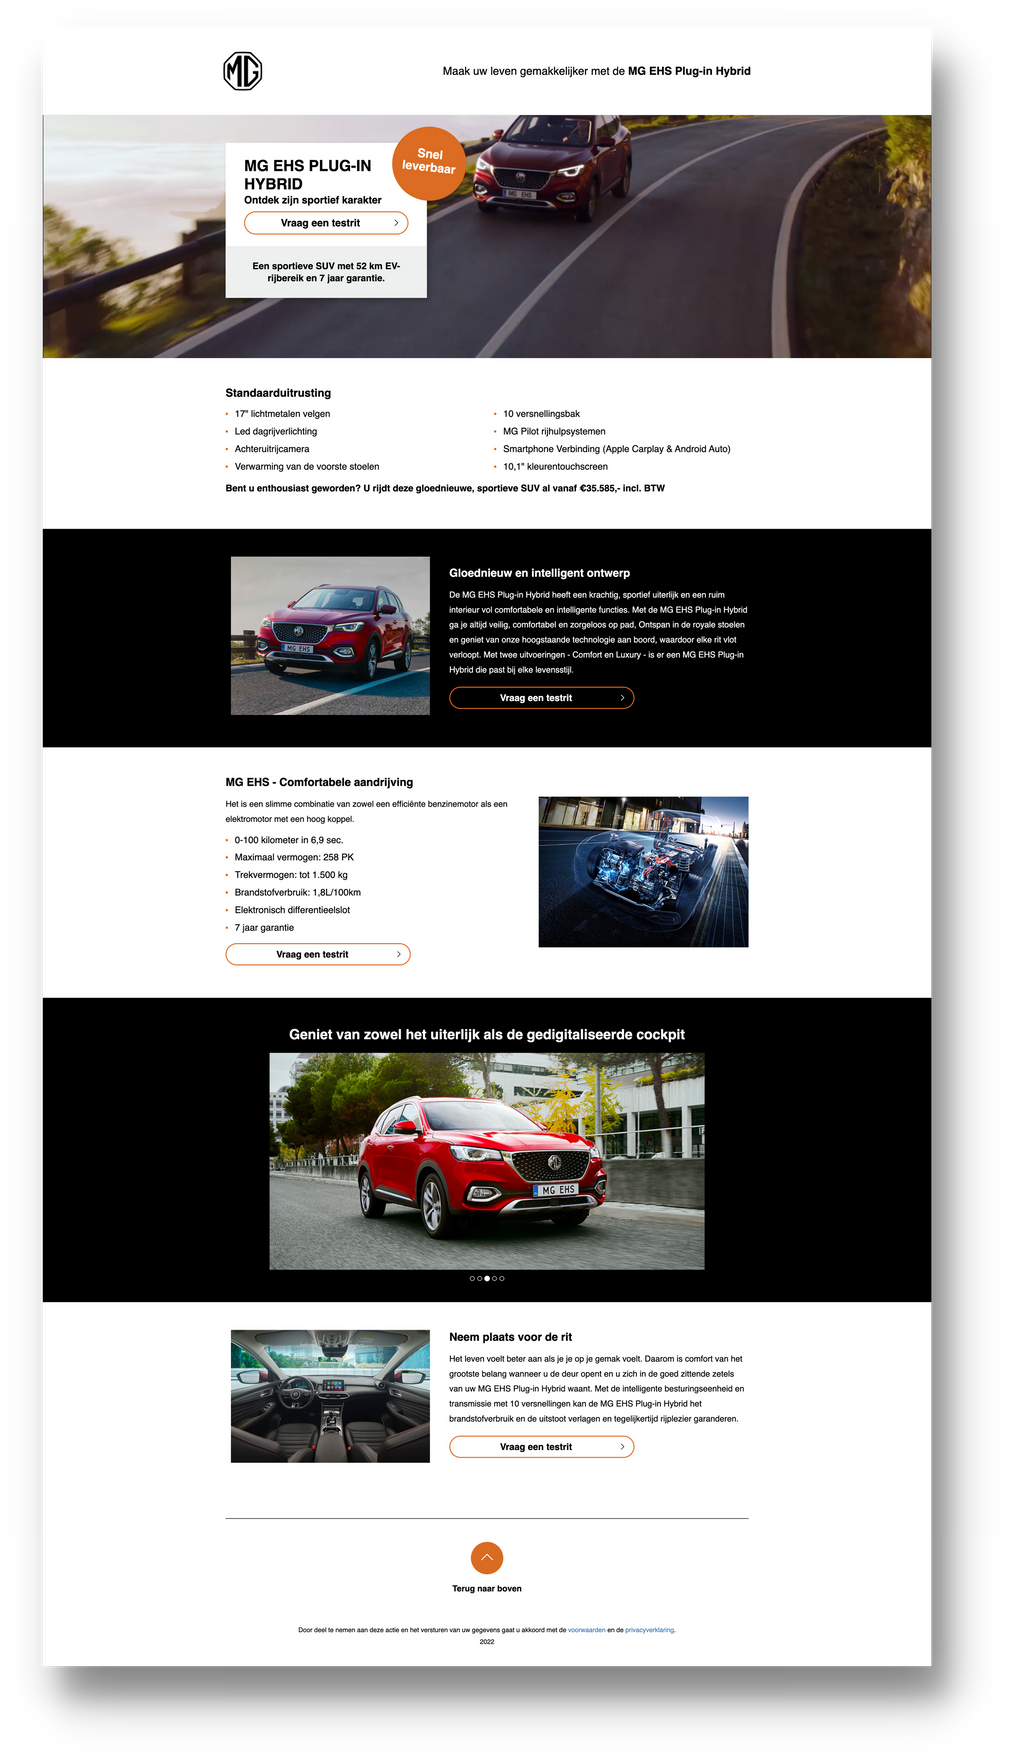 MG
Maak uw leven gemakkelijker met de MG EHS Plug-in Hybrid
MG EHS PLUG-IN
HYBRID
Ontdek zijn sportief karakter
Vraag een testrit
Snel
leverbaar
Een sportieve SUV met 52 km EV-
rijbereik en 7 jaar garantie.
MG EHS
Standaarduitrusting
17" lichtmetalen velgen
Led dagrijverlichting
Achteruitrijcamera
Verwarming van de voorste stoelen
10 versnellingsbak
MG Pilot rijhulpsystemen
Smartphone Verbinding (Apple Carplay & Android Auto)
10,1" kleurentouchscreen
Bent u enthousiast geworden? U rijdt deze gloednieuwe, sportieve SUV al vanaf €35.585,- incl. BTW
MG EHS
Gloednieuw en intelligent ontwerp
De MG EHS Plug-in Hybrid heeft een krachtig, sportief uiterlijk en een ruim
interieur vol comfortabele en intelligente functies. Met de MG EHS Plug-in Hybrid
ga je altijd veilig, comfortabel en zorgeloos op pad, Ontspan in de royale stoelen
en geniet van onze hoogstaande technologie aan boord, waardoor elke rit vlot
verloopt. Met twee uitvoeringen - Comfort en Luxury - is er een MG EHS Plug-in
Hybrid die past bij elke levensstijl.
Vraag een testrit
MG EHS - Comfortabele aandrijving
Het is een slimme combinatie van zowel een efficiënte benzinemotor als een
elektromotor met een hoog koppel.
0-100 kilometer in 6,9 sec.
Maximaal vermogen: 258 PK
Trekvermogen: tot 1.500 kg
Brandstofverbruik: 1,8L/100km
Elektronisch differentieelslot
7 jaar garantie
Vraag een testrit
Geniet van zowel het uiterlijk als de gedigitaliseerde cockpit
MG
MG EHS
Neem plaats voor de rit
Het leven voelt beter aan als je je op je gemak voelt. Daarom is comfort van het
grootste belang wanneer u de deur opent en u zich in de goed zittende zetels
van uw MG EHS Plug-in Hybrid waant. Met de intelligente besturingseenheid en
transmissie met 10 versnellingen kan de MG EHS Plug-in Hybrid het
brandstofverbruik en de uitstoot verlagen en tegelijkertijd rijplezier garanderen.
Vraag een testrit
Terug naar boven
Door deel te nemen aan deze actie en het versturen van uw gegevens gaat u akkoord met de voorwaarden en de privacyverklaring.
2022